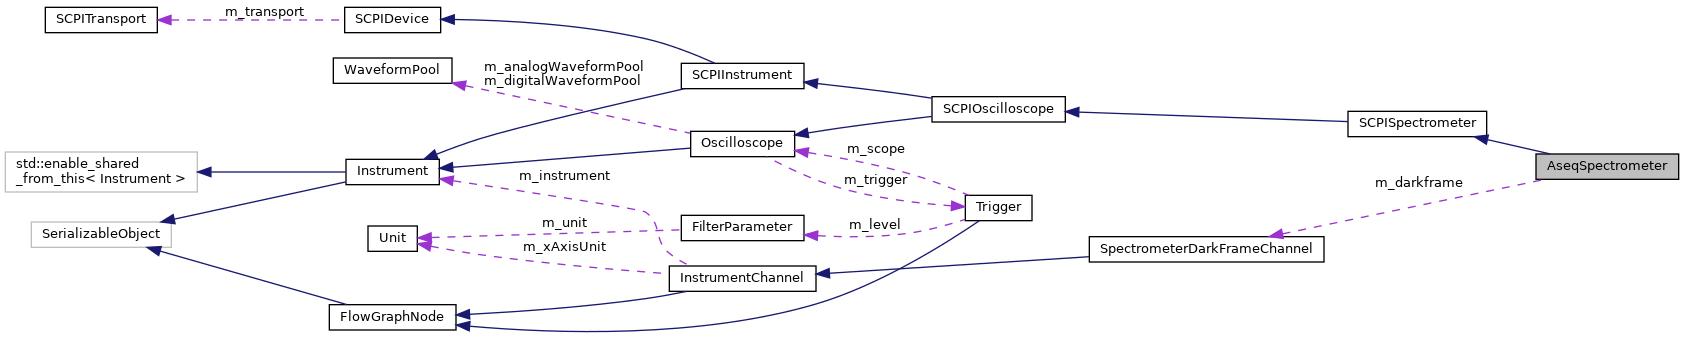 SCPITransport
m_transport
SCPIDevice
WaveformPool
m_analogWaveformPool
m_digitalWaveformPool
SCPIInstrument
SCPIOscilloscope
SCPISpectrometer
Oscilloscope
AseqSpectrometer
std::enable_shared
_from_this< Instrument >
Instrument
m_instrument
m_scope
m_trigger
m_darkframe
Trigger
SerializableObject
Unit
m_unit
m_xAxisUnit
FilterParameter
m_level
SpectrometerDarkFrameChannel
InstrumentChannel
FlowGraphNode